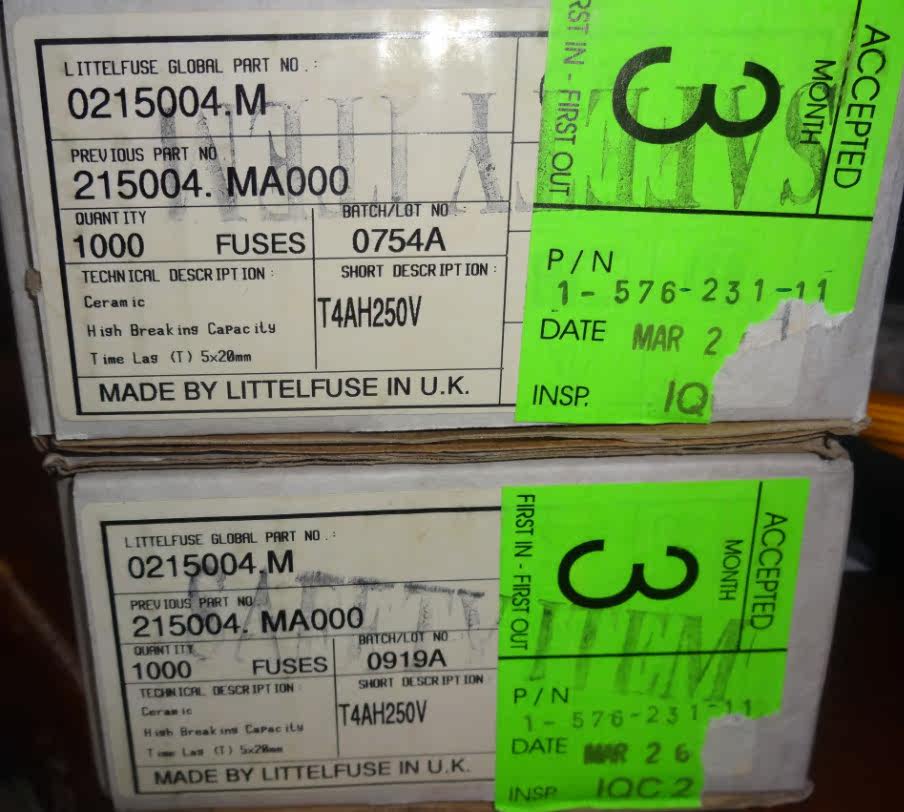 LITTELFUSE GLOBAL PART NO.:
0215004.M
PREVIOUS PART NO
215004. MA000
QUANTITY
1000 FUSES
BATCH/LOT NO
0754A
TECHNICAL DESCRIPTION:
Ceramic
High Breaking Capacity
Time Lag (T) 5x20mm
SHORT DESCRIPTION:
T4AH250V
MADE BY LITTELFUSE IN U.K.
SAFETY ITEM
RST IN - FIRST OUT
3
MONTH
ACCEPTED
P/N
1-576-231-11
DATE MAR 2
INSP. IQ
LITTELFUSE GLOBAL PART NO.:
0215004.M
PREVIOUS PART NO
215004. MA000
QUANTITY
1000 FUSES
BATCH/LOT NO
0919A
TECHNICAL DESCRIPTION
Ceramic
High Breaking Capacity
Time Lag (T) 5x20mm
SHORT DESCRIPTION
T4AH250V
MADE BY LITTELFUSE IN U.K.
SAFETY ITEM
FIRST IN - FIRST OUT
3
MONTH
ACCEPTED
P/N
1-576-231-11
DATE MAR 26
INSP. IQC.2